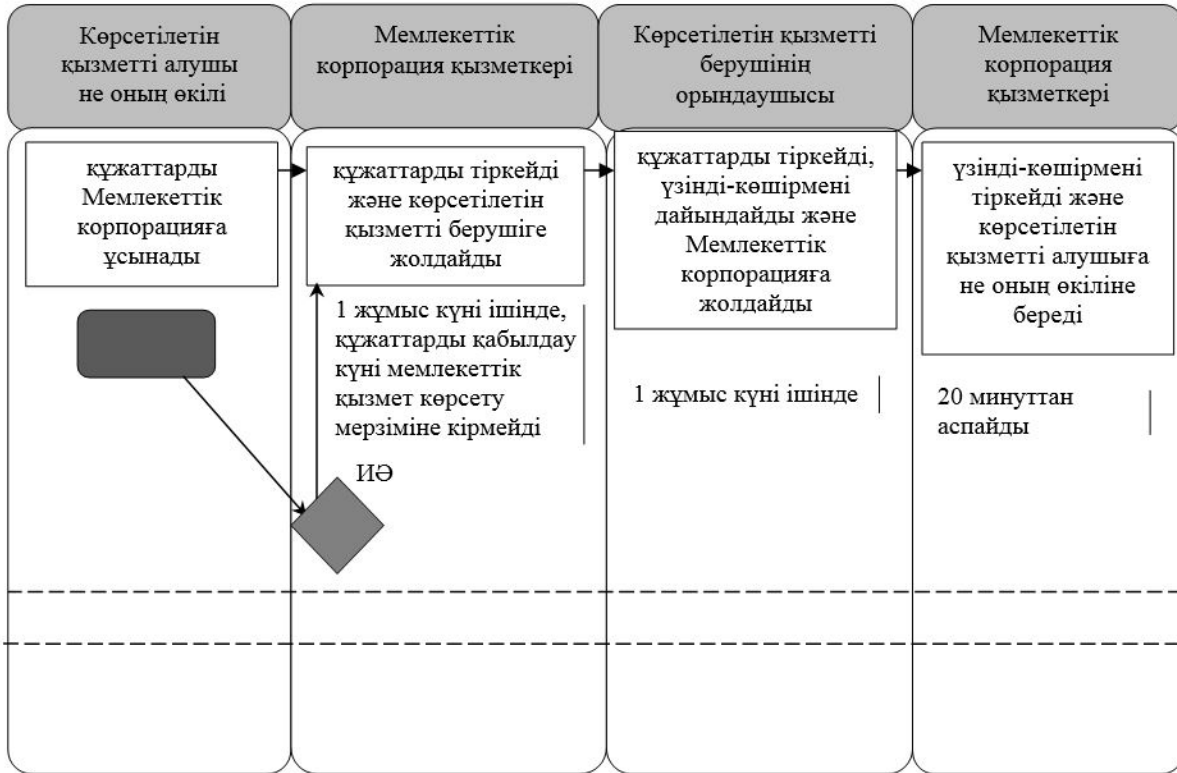 Көрсетілетін
қызметті алушы
не оның өкілі
Мемлекеттік
корпорация қызметкері
Көрсетілетін қызметті
берушінің
орындаушысы
Мемлекеттік
корпорация
қызметкері
құжаттарды
Мемлекеттік
корпорацияға
ұсынады
құжаттарды тіркейді
және көрсетілетін
қызметті берушіге
жолдайды
құжаттарды тіркейді,
үзінді-көшірмені
дайындайды және
Мемлекеттік
корпорацияға
жолдайды
үзінді-көшірмені
тіркейді және
көрсетілетін
қызметті алушыға
не оның өкіліне
береді
1 жұмыс күні ішінде,
құжаттарды қабылдау
күні мемлекеттік
қызмет көрсету
мерзіміне кірмейді
1 жұмыс күні ішінде
20 минуттан
аспайды
ИӘ